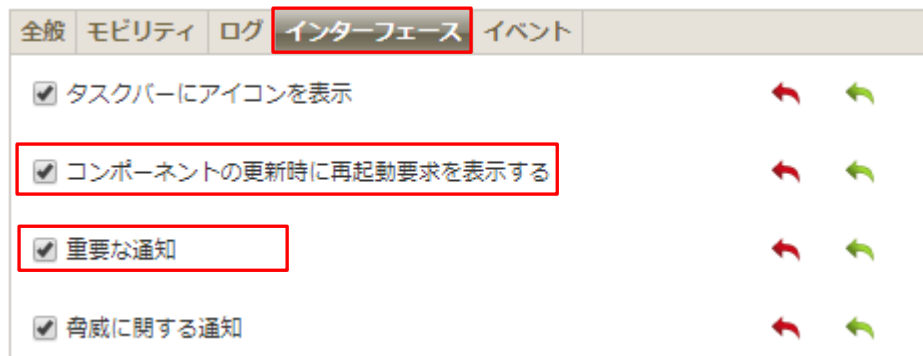 全般 モビリティ ログ インターフェース イベント
タスクバーにアイコンを表示
コンポーネントの更新時に再起動要求を表示する
重要な通知
脅威に関する通知